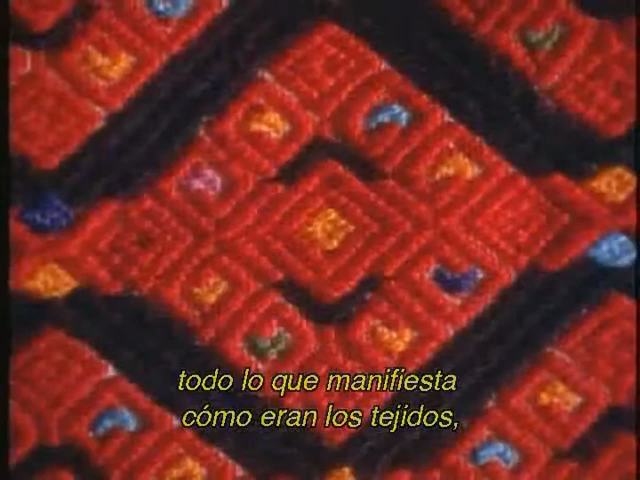 todo lo que manifiesta
cómo eran los tejidos,